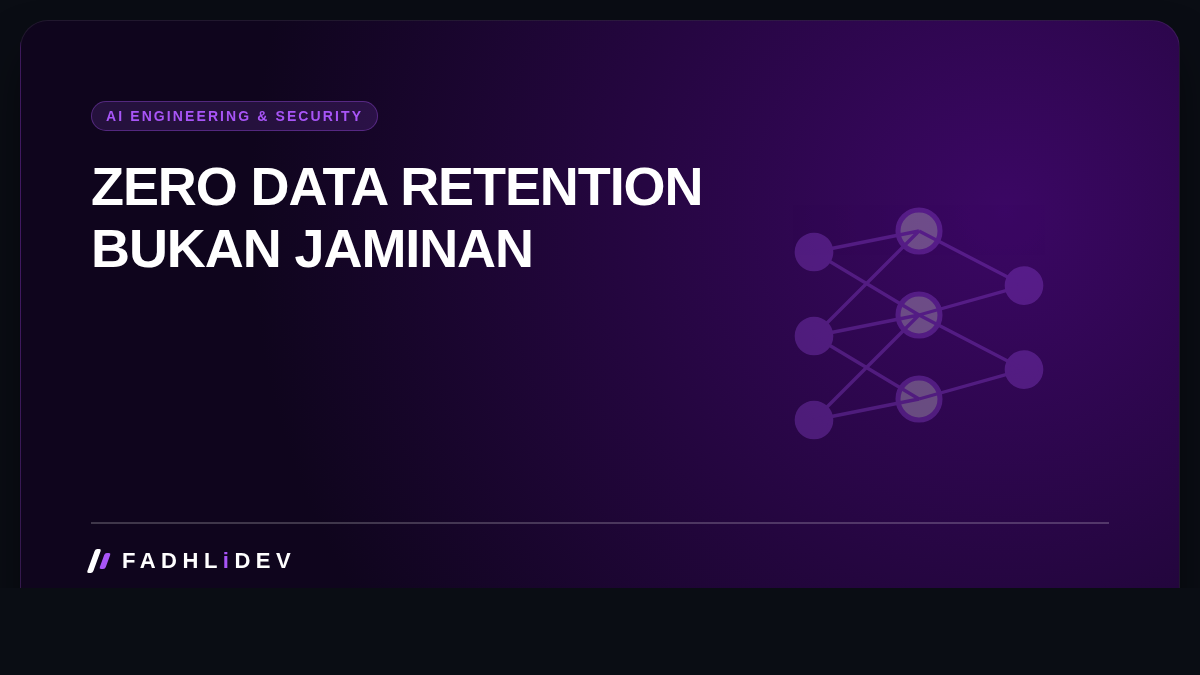 AI ENGINEERING & SECURITY
ZERO DATA RETENTION
BUKAN JAMINAN
FADHLiDEV